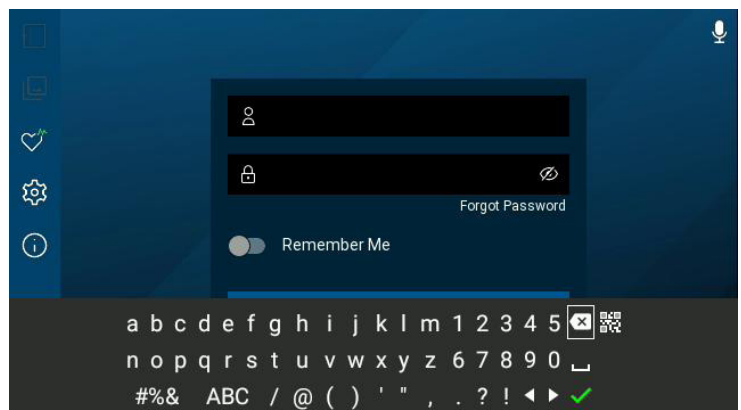 Forgot Password
Remember Me
a b c d e f g h i j k l m 1 2 3 4 5
n o p q r s t u v w x y z 6 7 8 9 0
#%& ABC / @ ( ) ' " , . ? !